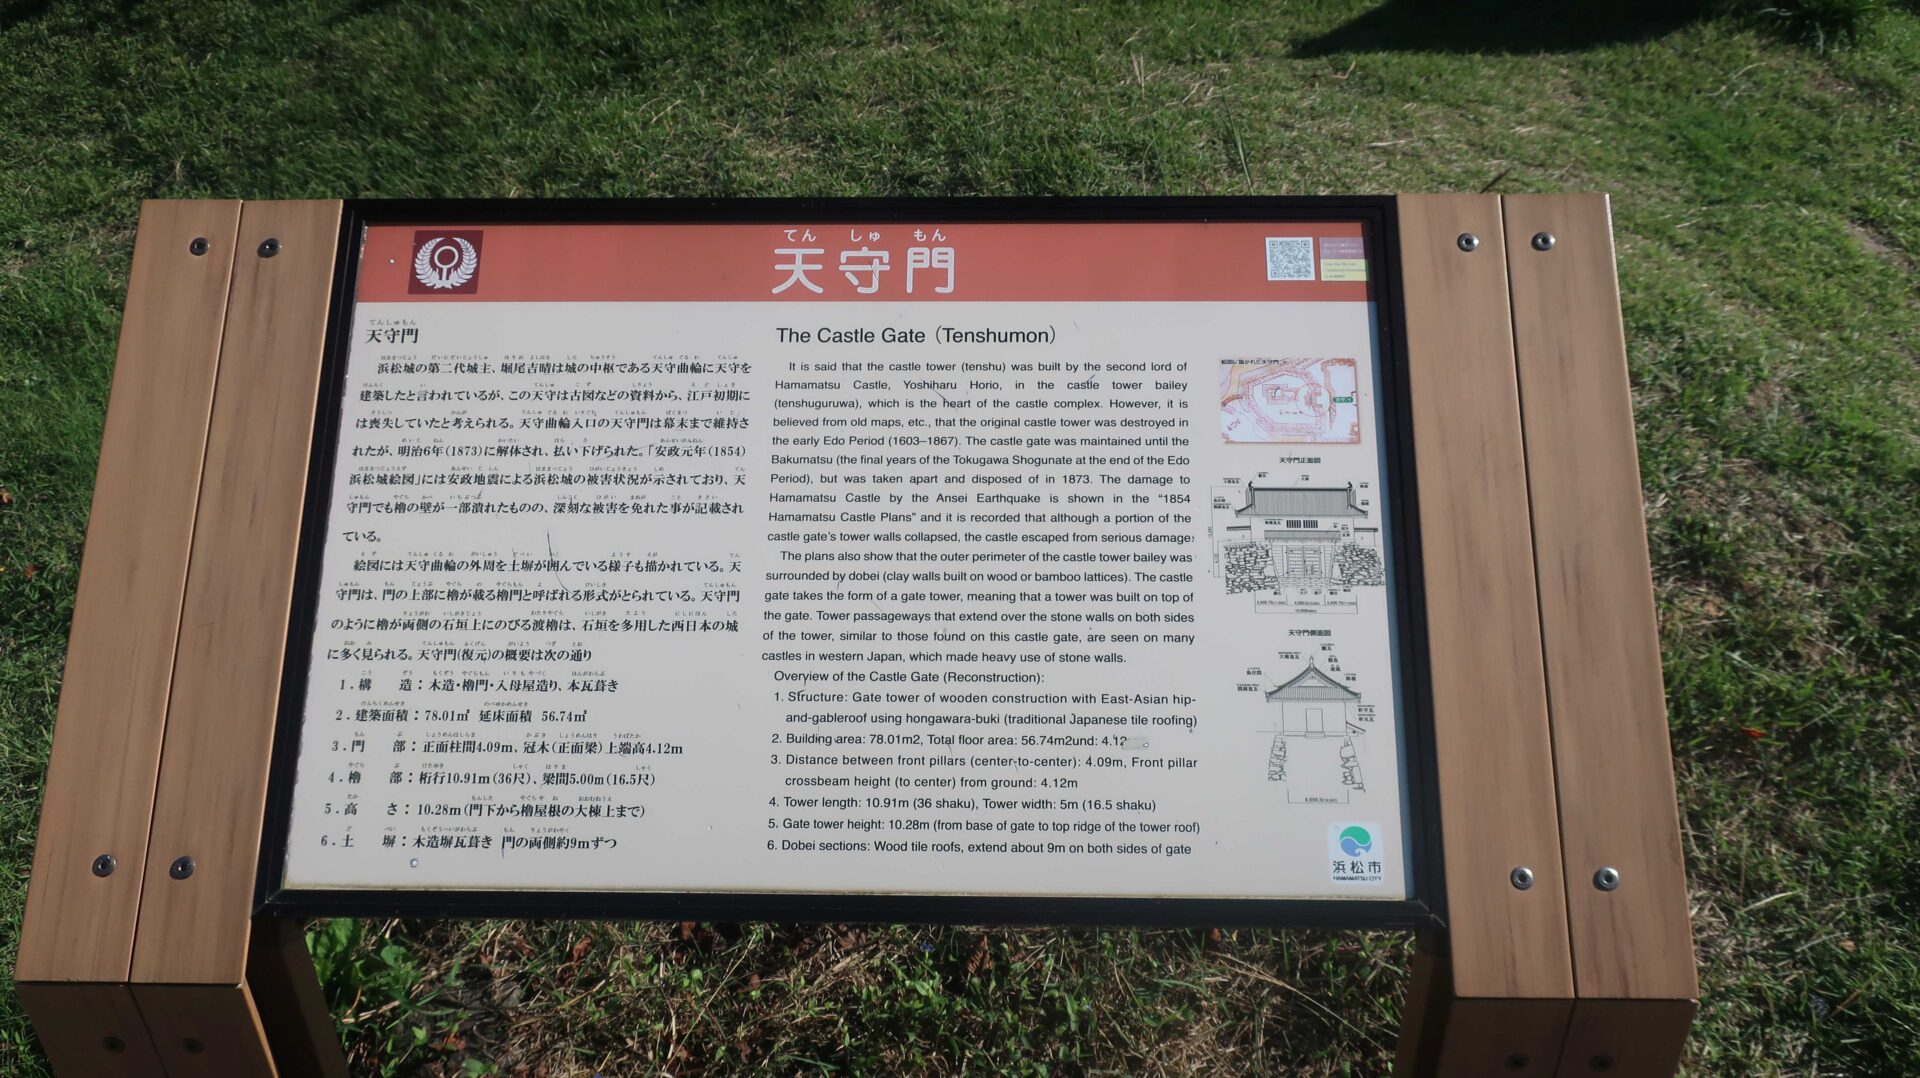 天守門
てんしゅもん
天守門
浜松城の第二代城主、堀尾吉晴は城の中枢である天守曲輪に天守を
建築したと言われているが、この天守は古図などの資料から、江戸初期に
は喪失していたと考えられる。天守曲輪入口の天守門は幕末まで維持さ
れたが、明治6年(1873)に解体され、払い下げられた。「安政元年(1854)
浜松城絵図」には安政地震による浜松城の被害状況が示されており、天
守門でも櫓の壁が一部潰れたものの、深刻な被害を免れた事が記載され
ている。
絵図には天守曲輪の外周を土塀が囲んでいる様子も描かれている。天
守門は、門の上部に櫓が載る櫓門と呼ばれる形式がとられている。天守門
のように櫓が両側の石垣上にのびる渡櫓は、石垣を多用した西日本の城
に多く見られる。天守門(復元)の概要は次の通り
1.構 造:木造・櫓門・入母屋造り、本瓦葺き
2.建築面積:78.01㎡ 延床面積 56.74㎡
3.門 部:正面柱間4.09m、冠木(正面梁)上端高4.12m
4.櫓 部:桁行10.91m(36尺)、梁間5.00m(16.5尺)
5.高 さ:10.28m(門下から櫓屋根の大棟上まで)
6.土 塀:木造塀瓦葺き 門の両側約9mずつ
The Castle Gate (Tenshumon)
It is said that the castle tower (tenshu) was built by the second lord of
Hamamatsu Castle, Yoshiharu Horio, in the castle tower bailey
(tenshuguruwa), which is the heart of the castle complex. However, it is
believed from old maps, etc., that the original castle tower was destroyed in
the early Edo Period (1603–1867). The castle gate was maintained until the
Bakumatsu (the final years of the Tokugawa Shogunate at the end of the Edo
Period), but was taken apart and disposed of in 1873. The damage to
Hamamatsu Castle by the Ansei Earthquake is shown in the “1854
Hamamatsu Castle Plans” and it is recorded that although a portion of the
castle gate's tower walls collapsed, the castle escaped from serious damage.
The plans also show that the outer perimeter of the castle tower bailey was
surrounded by dobei (clay walls built on wood or bamboo lattices). The castle
gate takes the form of a gate tower, meaning that a tower was built on top of
the gate. Tower passageways that extend over the stone walls on both sides
of the tower, similar to those found on this castle gate, are seen on many
castles in western Japan, which made heavy use of stone walls.
Overview of the Castle Gate (Reconstruction):
1. Structure: Gate tower of wooden construction with East-Asian hip-
and-gableroof using hongawara-buki (traditional Japanese tile roofing)
2. Building area: 78.01m2, Total floor area: 56.74m2und: 4.12
3. Distance between front pillars (center-to-center): 4.09m, Front pillar
crossbeam height (to center) from ground: 4.12m
4. Tower length: 10.91m (36 shaku), Tower width: 5m (16.5 shaku)
5. Gate tower height: 10.28m (from base of gate to top ridge of the tower roof)
6. Dobei sections: Wood tile roofs, extend about 9m on both sides of gate
絵図に描かれた天守門
天守門正面図
天守門側面図
浜松市
HAMAMATSU CITY